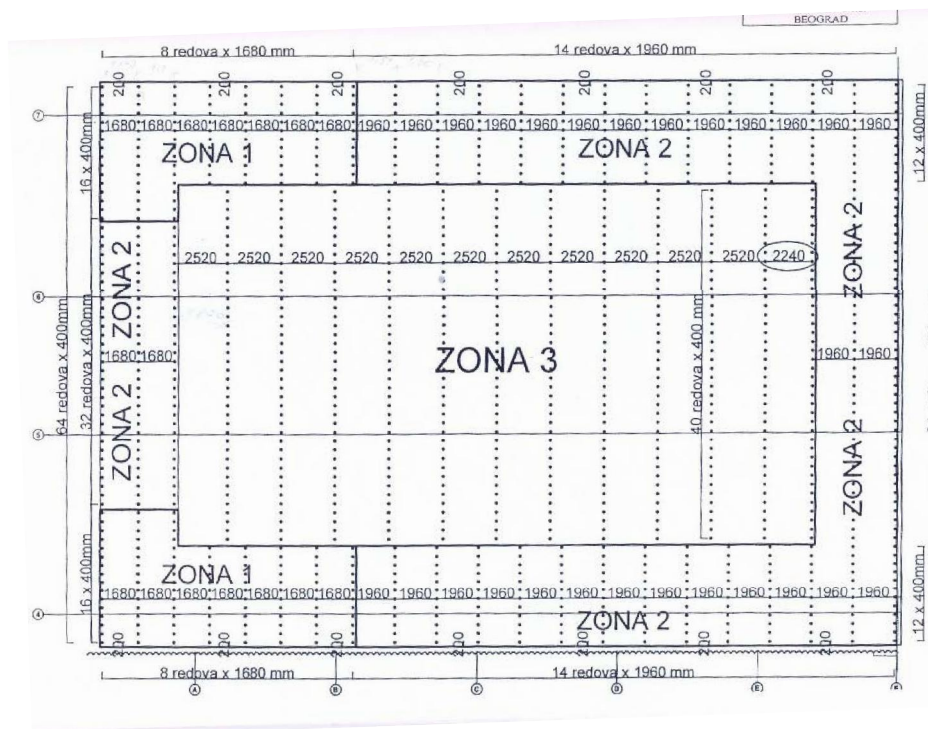 BEOGRAD
8 redova x 1680 mm 14 redova x 1960 mm
200 200 200 200 200 200 200
7 1680 1680 1680 1680 1680 1680 1680 1960 1960 1960 1960 1960 1960 1960 1960 1960 1960 1960 1960 1960 1960
16 x 400mm
12 x 400mm
ZONA 1 ZONA 2
ZONA 2
ZONA 2
2520 2520 2520 2520 2520 2520 2520 2520 2520 2520 2520 2240
6
64 redova x 400mm
32 redova x 400mm
40 redova x 400 mm
1680 1680 ZONA 3 1960 1960
5
ZONA 2
ZONA 2
16 x 400mm
12 x 400mm
ZONA 1
1680 1680 1680 1680 1680 1680 1680 1960 1960 1960 1960 1960 1960 1960 1960 1960 1960 1960 1960 1960 1960
4
ZONA 2
200 200 200 200 200 200 200
8 redova x 1680 mm 14 redova x 1960 mm
A B C D E